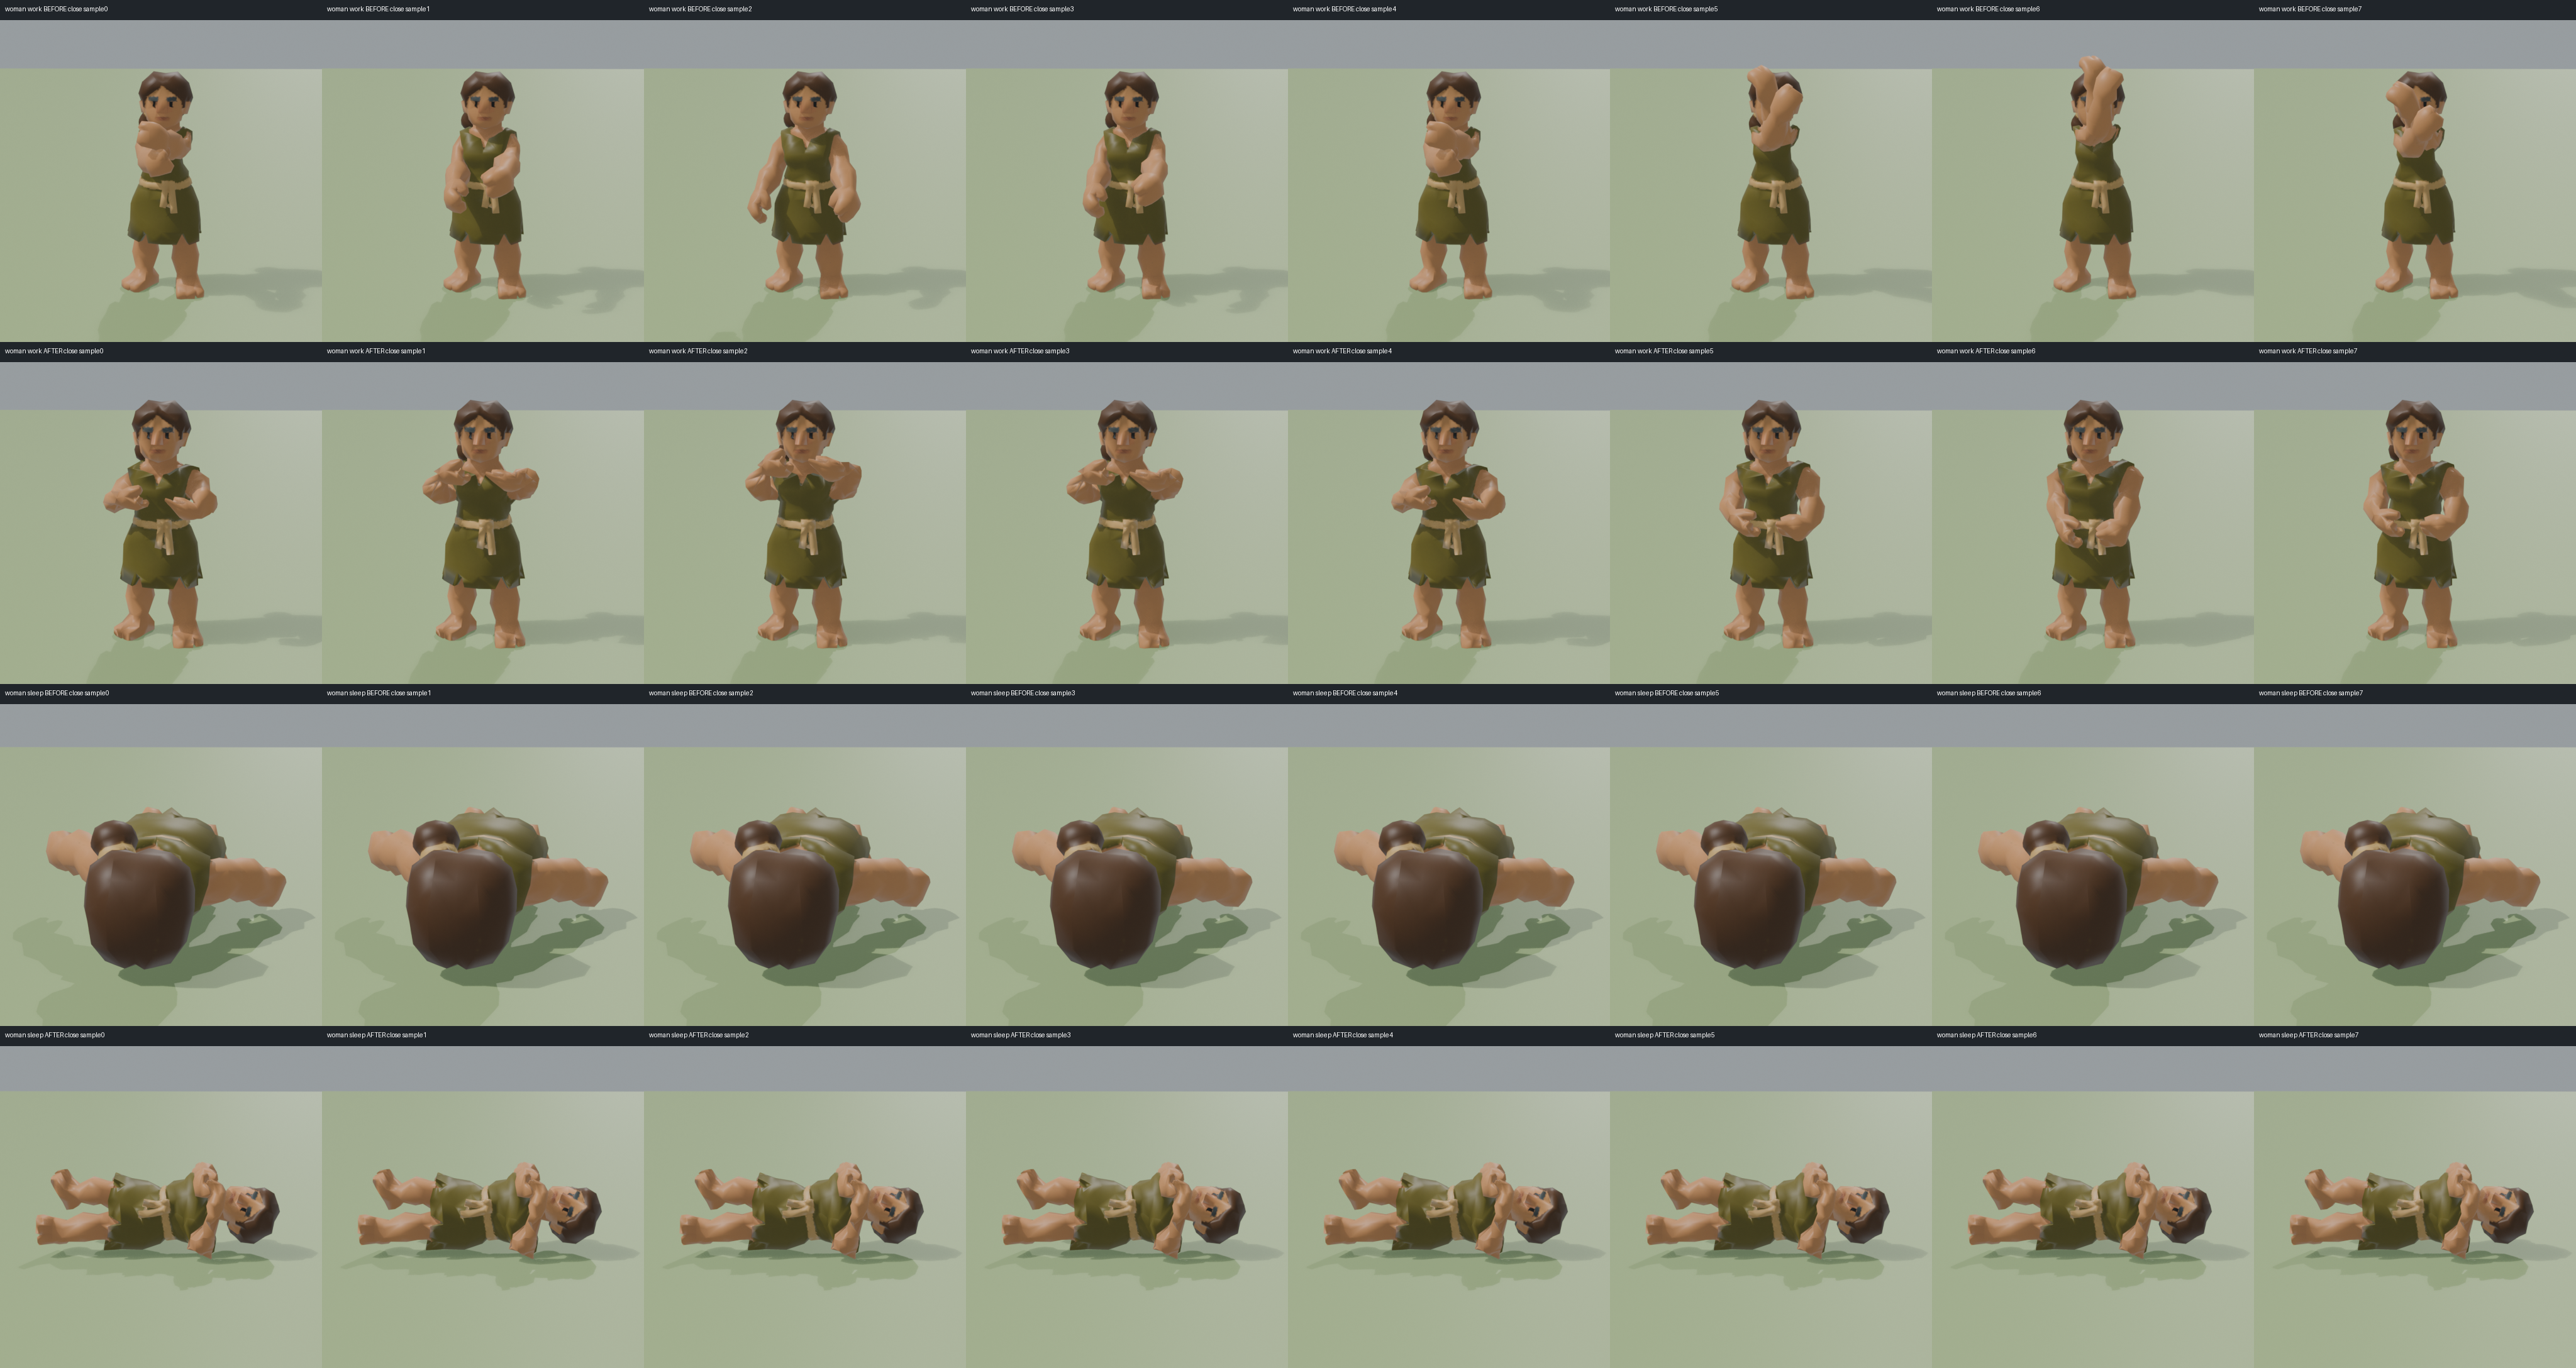 woman work BEFORE close sample0
woman work BEFORE close sample1
woman work BEFORE close sample2
woman work BEFORE close sample3
woman work BEFORE close sample4
woman work BEFORE close sample5
woman work BEFORE close sample6
woman work BEFORE close sample7
woman work AFTER close sample0
woman work AFTER close sample1
woman work AFTER close sample2
woman work AFTER close sample3
woman work AFTER close sample4
woman work AFTER close sample5
woman work AFTER close sample6
woman work AFTER close sample7
woman sleep BEFORE close sample0
woman sleep BEFORE close sample1
woman sleep BEFORE close sample2
woman sleep BEFORE close sample3
woman sleep BEFORE close sample4
woman sleep BEFORE close sample5
woman sleep BEFORE close sample6
woman sleep BEFORE close sample7
woman sleep AFTER close sample0
woman sleep AFTER close sample1
woman sleep AFTER close sample2
woman sleep AFTER close sample3
woman sleep AFTER close sample4
woman sleep AFTER close sample5
woman sleep AFTER close sample6
woman sleep AFTER close sample7